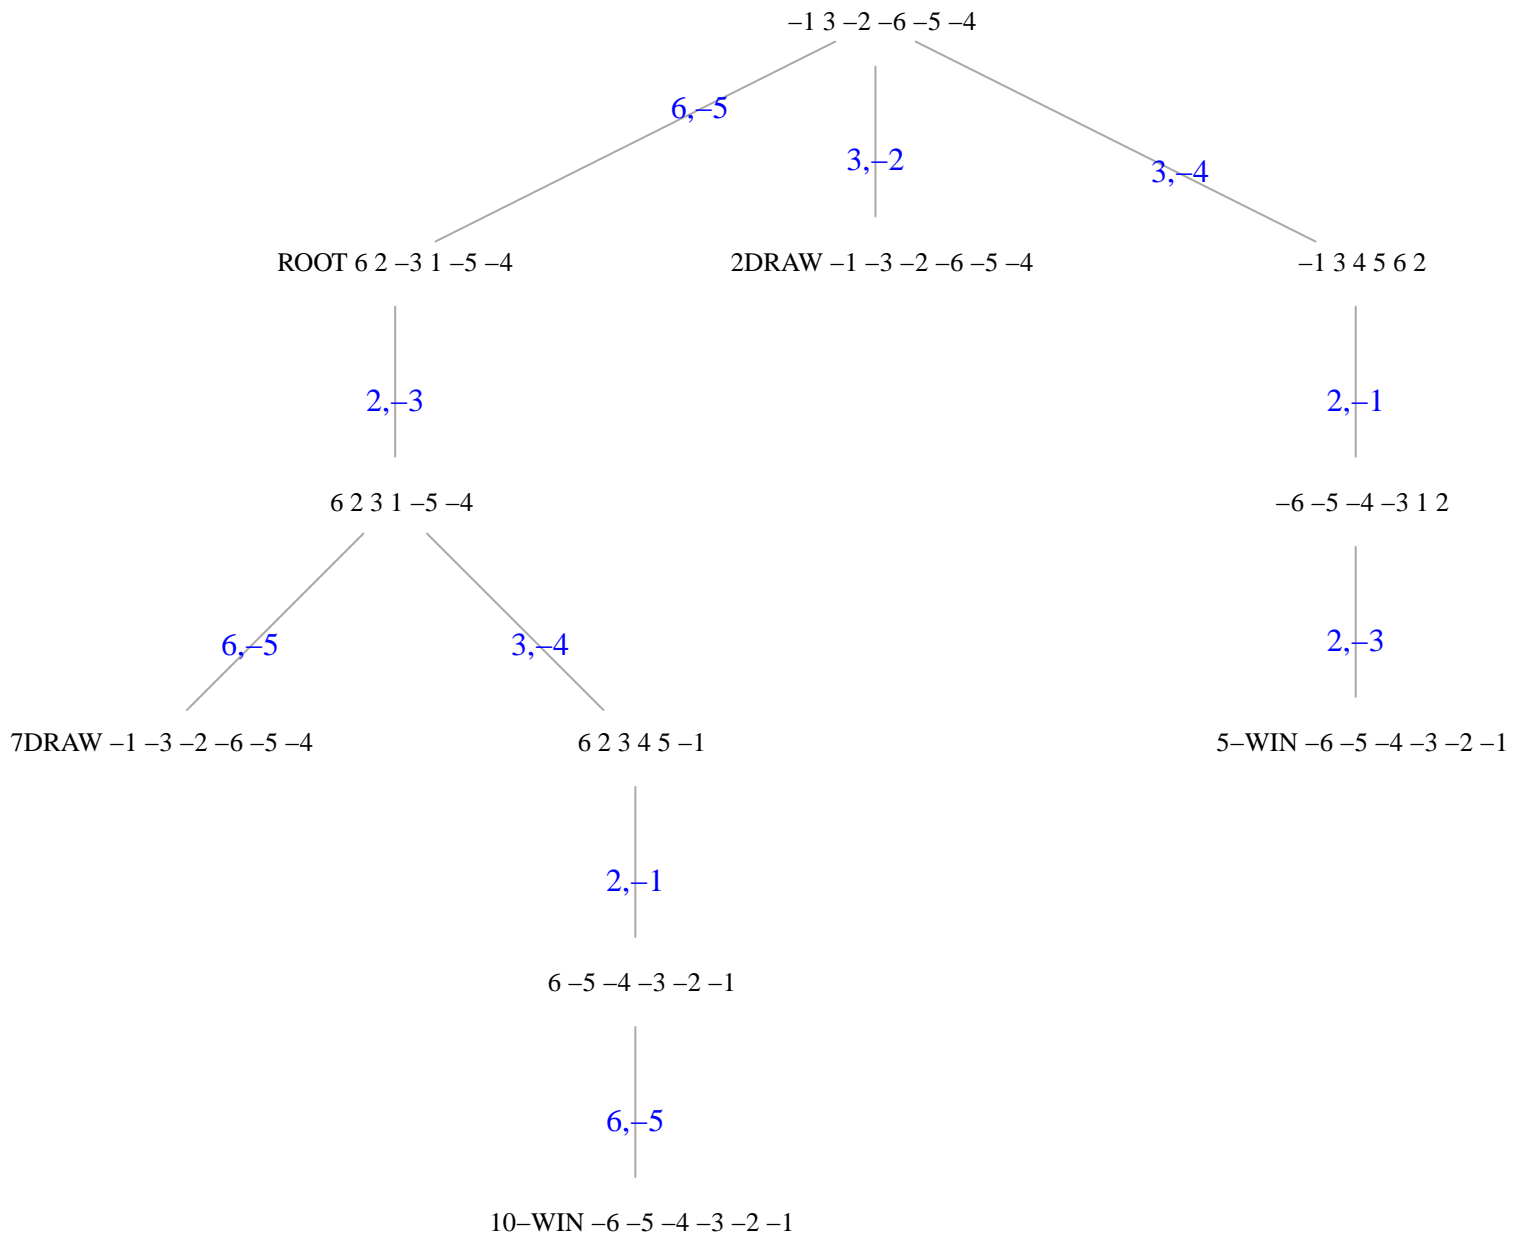 –1 3 –2 –6 –5 –4
6,–5
3,–2
3,–4
ROOT 6 2 –3 1 –5 –4
2DRAW –1 –3 –2 –6 –5 –4
–1 3 4 5 6 2
2,–3
2,–1
6 2 3 1 –5 –4
–6 –5 –4 –3 1 2
6,–5
3,–4
2,–3
7DRAW –1 –3 –2 –6 –5 –4
6 2 3 4 5 –1
5–WIN –6 –5 –4 –3 –2 –1
2,–1
6 –5 –4 –3 –2 –1
6,–5
10–WIN –6 –5 –4 –3 –2 –1